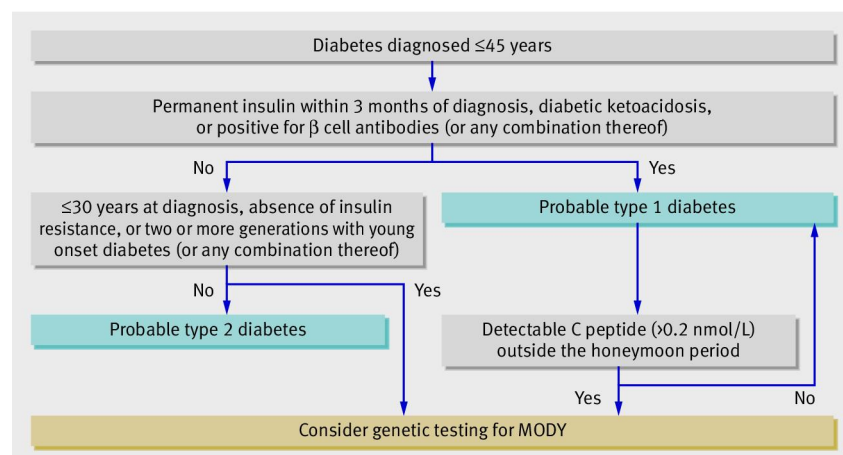 Diabetes diagnosed ≤45 years
Permanent insulin within 3 months of diagnosis, diabetic ketoacidosis,
or positive for β cell antibodies (or any combination thereof)
No
Yes
≤30 years at diagnosis, absence of insulin
resistance, or two or more generations with young
onset diabetes (or any combination thereof)
Probable type 1 diabetes
No
Yes
Probable type 2 diabetes
Detectable C peptide (>0.2 nmol/L)
outside the honeymoon period
Yes
No
Consider genetic testing for MODY